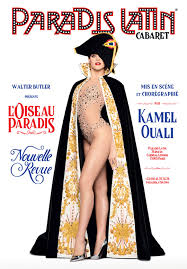 PARADIS LATIN
CABARET
WALTER BUTLER
PRÉSENTE
L'OISEAU
PARADIS
Nouvelle
Revue
MIS EN SCÈNE
ET CHORÉGRAPHIÉ
PAR
KAMEL
OUALI